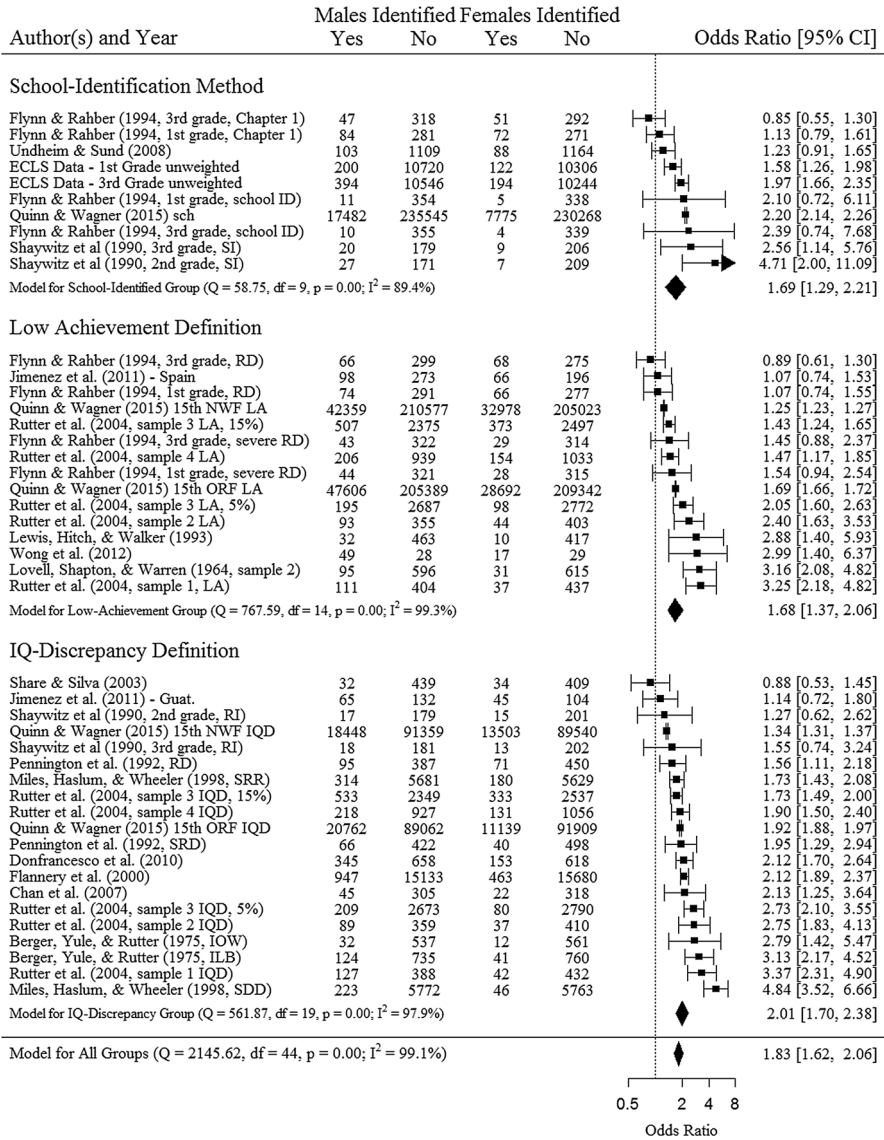 Males Identified Females Identified
Author(s) and Year Yes No Yes No Odds Ratio [95% CI]
School-Identification Method
Flynn & Rahber (1994, 3rd grade, Chapter 1) 47 318 51 292 0.85 [0.55, 1.30]
Flynn & Rahber (1994, 1st grade, Chapter 1) 84 281 72 271 1.13 [0.79, 1.61]
Undheim & Sund (2008) 103 1109 88 1164 1.23 [0.91, 1.65]
ECLS Data - 1st Grade unweighted 200 10720 122 10306 1.58 [1.26, 1.98]
ECLS Data - 3rd Grade unweighted 394 10546 194 10244 1.97 [1.66, 2.35]
Flynn & Rahber (1994, 1st grade, school ID) 11 354 5 338 2.10 [0.72, 6.11]
Quinn & Wagner (2015) sch 17482 235545 7775 230268 2.20 [2.14, 2.26]
Flynn & Rahber (1994, 3rd grade, school ID) 10 355 4 339 2.39 [0.74, 7.68]
Shaywitz et al (1990, 3rd grade, SI) 20 179 9 206 2.56 [1.14, 5.76]
Shaywitz et al (1990, 2nd grade, SI) 27 171 7 209 4.71 [2.00, 11.09]
Model for School-Identified Group (Q = 58.75, df = 9, p = 0.00; I² = 89.4%) 1.69 [1.29, 2.21]
Low Achievement Definition
Flynn & Rahber (1994, 3rd grade, RD) 66 299 68 275 0.89 [0.61, 1.30]
Jimenez et al. (2011) - Spain 98 273 66 196 1.07 [0.74, 1.53]
Flynn & Rahber (1994, 1st grade, RD) 74 291 66 277 1.07 [0.74, 1.55]
Quinn & Wagner (2015) 15th NWF LA 42359 210577 32978 205023 1.25 [1.23, 1.27]
Rutter et al. (2004, sample 3 LA, 15%) 507 2375 373 2497 1.43 [1.24, 1.65]
Flynn & Rahber (1994, 3rd grade, severe RD) 43 322 29 314 1.45 [0.88, 2.37]
Rutter et al. (2004, sample 4 LA) 206 939 154 1033 1.47 [1.17, 1.85]
Flynn & Rahber (1994, 1st grade, severe RD) 44 321 28 315 1.54 [0.94, 2.54]
Quinn & Wagner (2015) 15th ORF LA 47606 205389 28692 209342 1.69 [1.66, 1.72]
Rutter et al. (2004, sample 3 LA, 5%) 195 2687 98 2772 2.05 [1.60, 2.63]
Rutter et al. (2004, sample 2 LA) 93 355 44 403 2.40 [1.63, 3.53]
Lewis, Hitch, & Walker (1993) 32 463 10 417 2.88 [1.40, 5.93]
Wong et al. (2012) 49 28 17 29 2.99 [1.40, 6.37]
Lovell, Shapton, & Warren (1964, sample 2) 95 596 31 615 3.16 [2.08, 4.82]
Rutter et al. (2004, sample 1, LA) 111 404 37 437 3.25 [2.18, 4.82]
Model for Low-Achievement Group (Q = 767.59, df = 14, p = 0.00; I² = 99.3%) 1.68 [1.37, 2.06]
IQ-Discrepancy Definition
Share & Silva (2003) 32 439 34 409 0.88 [0.53, 1.45]
Jimenez et al. (2011) - Guat. 65 132 45 104 1.14 [0.72, 1.80]
Shaywitz et al (1990, 2nd grade, RI) 17 179 15 201 1.27 [0.62, 2.62]
Quinn & Wagner (2015) 15th NWF IQD 18448 91359 13503 89540 1.34 [1.31, 1.37]
Shaywitz et al (1990, 3rd grade, RI) 18 181 13 202 1.55 [0.74, 3.24]
Pennington et al. (1992, RD) 95 387 71 450 1.56 [1.11, 2.18]
Miles, Haslum, & Wheeler (1998, SRR) 314 5681 180 5629 1.73 [1.43, 2.08]
Rutter et al. (2004, sample 3 IQD, 15%) 533 2349 333 2537 1.73 [1.49, 2.00]
Rutter et al. (2004, sample 4 IQD) 218 927 131 1056 1.90 [1.50, 2.40]
Quinn & Wagner (2015) 15th ORF IQD 20762 89062 11139 91909 1.92 [1.88, 1.97]
Pennington et al. (1992, SRD) 66 422 40 498 1.95 [1.29, 2.94]
Donfrancesco et al. (2010) 345 658 153 618 2.12 [1.70, 2.64]
Flannery et al. (2000) 947 15133 463 15680 2.12 [1.89, 2.37]
Chan et al. (2007) 45 305 22 318 2.13 [1.25, 3.64]
Rutter et al. (2004, sample 3 IQD, 5%) 209 2673 80 2790 2.73 [2.10, 3.55]
Rutter et al. (2004, sample 2 IQD) 89 359 37 410 2.75 [1.83, 4.13]
Berger, Yule, & Rutter (1975, IOW) 32 537 12 561 2.79 [1.42, 5.47]
Berger, Yule, & Rutter (1975, ILB) 124 735 41 760 3.13 [2.17, 4.52]
Rutter et al. (2004, sample 1 IQD) 127 388 42 432 3.37 [2.31, 4.90]
Miles, Haslum, & Wheeler (1998, SDD) 223 5772 46 5763 4.84 [3.52, 6.66]
Model for IQ-Discrepancy Group (Q = 561.87, df = 19, p = 0.00; I² = 97.9%) 2.01 [1.70, 2.38]
Model for All Groups (Q = 2145.62, df = 44, p = 0.00; I² = 99.1%) 1.83 [1.62, 2.06]
0.5 2 4 8
Odds Ratio